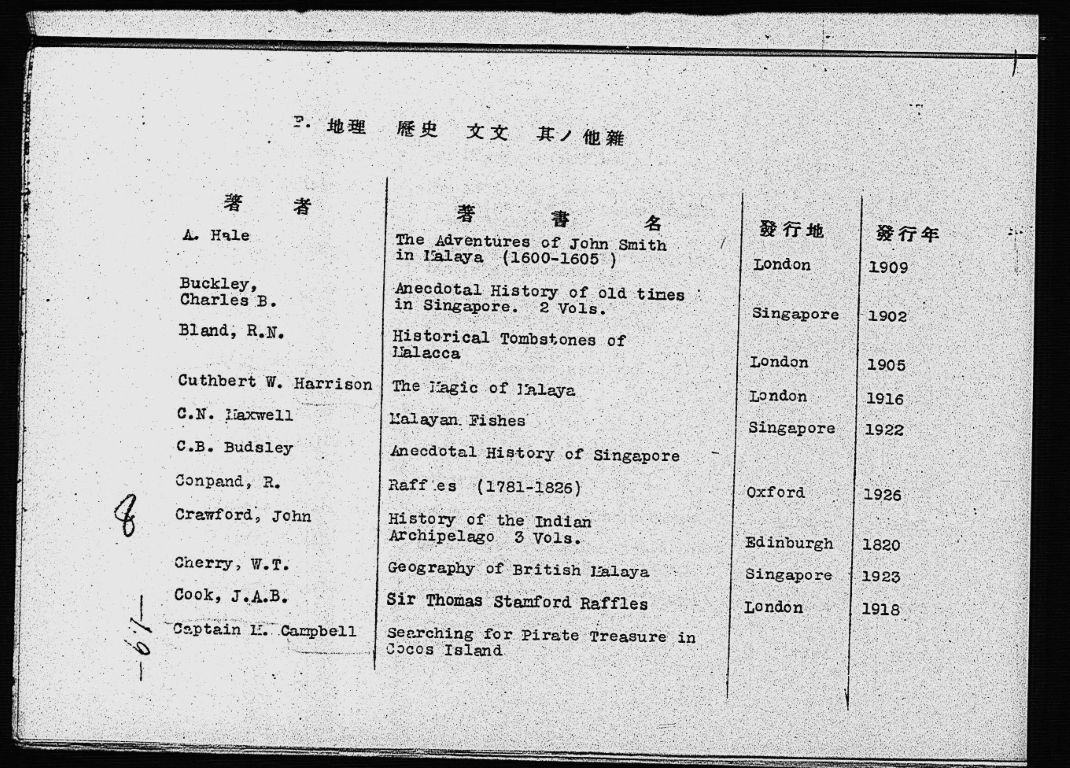 F. 地理 歴史 文文 其ノ他雜
著 者 著 書 名 發行地 發行年
A. Hale The Adventures of John Smith
in Malaya (1600-1605 ) London 1909
Buckley, Anecdotal History of old times
Charles B. in Singapore. 2 Vols. Singapore 1902
Bland, R.N. Historical Tombstones of
Malacca London 1905
Cuthbert W. Harrison The Magic of Malaya London 1916
C.N. Maxwell Malayan Fishes Singapore 1922
C.B. Budsley Anecdotal History of Singapore
Conpand, R. Raffles (1781-1826) Oxford 1926
Crawford, John History of the Indian
Archipelago 3 Vols. Edinburgh 1820
Cherry, W.T. Geography of British Malaya Singapore 1923
Cook, J.A.B. Sir Thomas Stamford Raffles London 1918
Captain M. Campbell Searching for Pirate Treasure in
Cocos Island
8